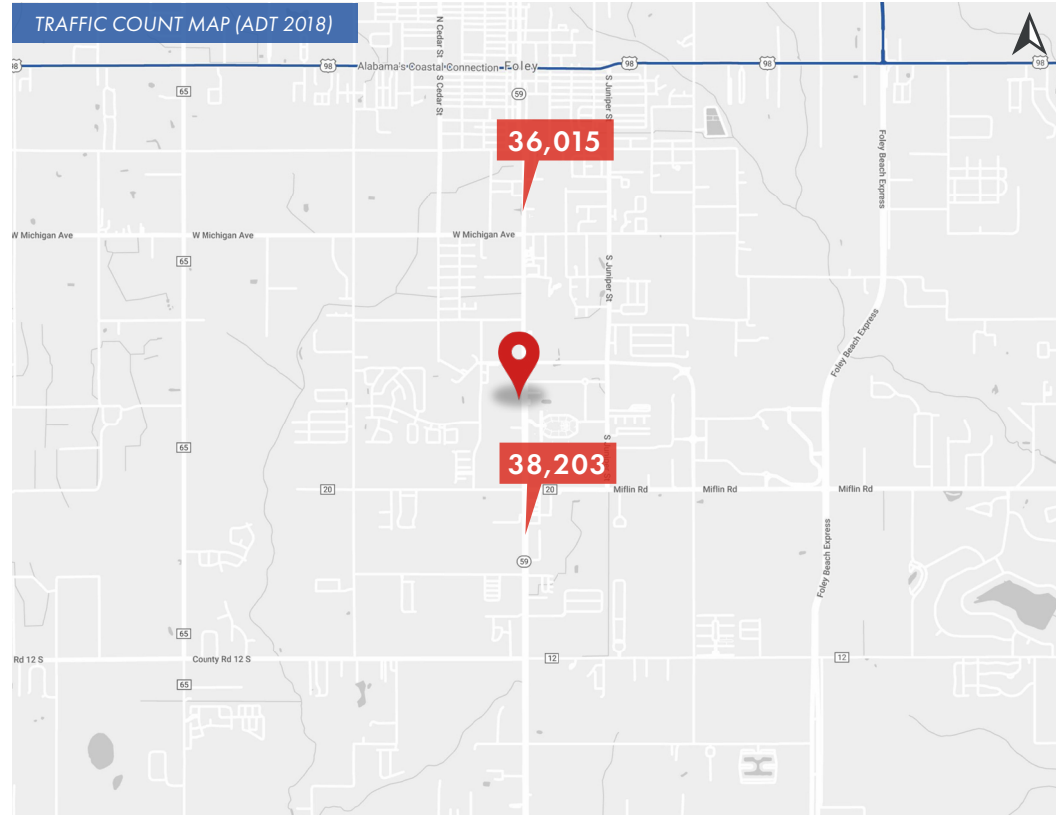 TRAFFIC COUNT MAP (ADT 2018)
N Cedar St
98
98
Alabama's Coastal Connection
Foley
98
98
98
65
59
S Cedar St
S Juniper St
36,015
Foley Beach Express
W Michigan Ave
W Michigan Ave
W Michigan Ave
65
S Juniper St
Foley Beach Express
65
38,203
20
20
Miflin Rd
Miflin Rd
Miflin Rd
59
Foley Beach Express
65
Rd 12 S
County Rd 12 S
12
12
65